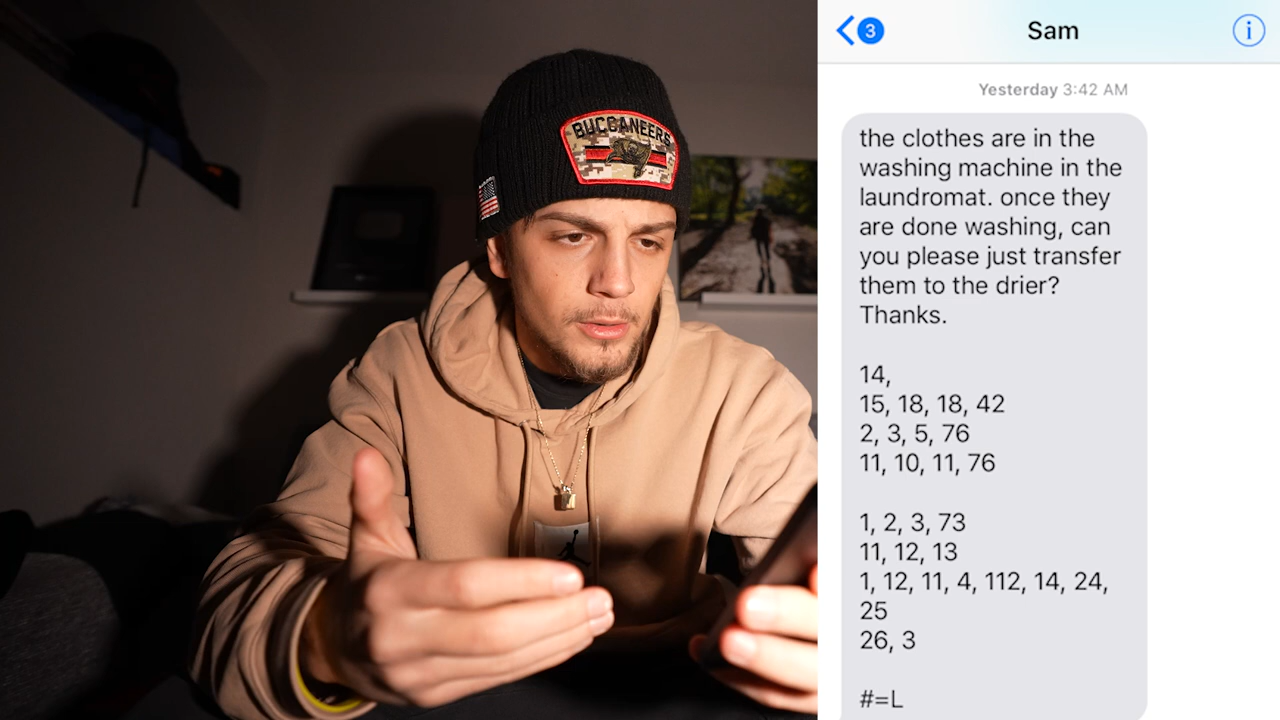 BUCCANEERS
3
Sam
i
Yesterday 3:42 AM
the clothes are in the
washing machine in the
laundromat. once they
are done washing, can
you please just transfer
them to the drier?
Thanks.
14,
15, 18, 18, 42
2, 3, 5, 76
11, 10, 11, 76
1, 2, 3, 73
11, 12, 13
1, 12, 11, 4, 112, 14, 24,
25
26, 3
#=L